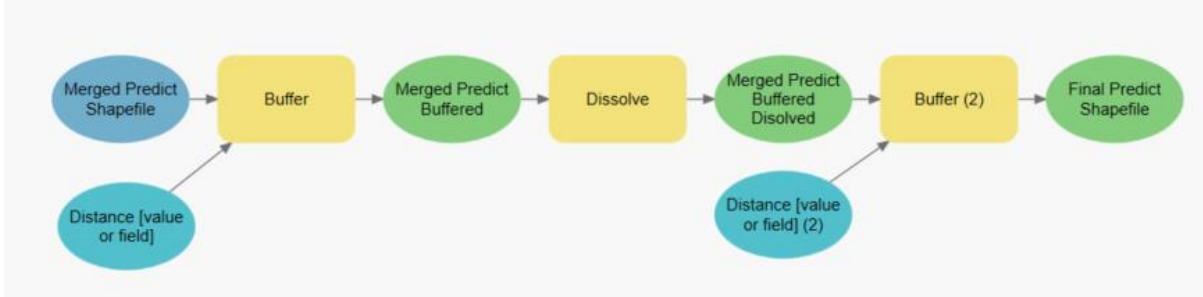 Merged Predict
Shapefile
Buffer
Merged Predict
Buffered
Dissolve
Merged Predict
Buffered
Disolved
Buffer (2)
Final Predict
Shapefile
Distance [value
or field]
Distance [value
or field] (2)